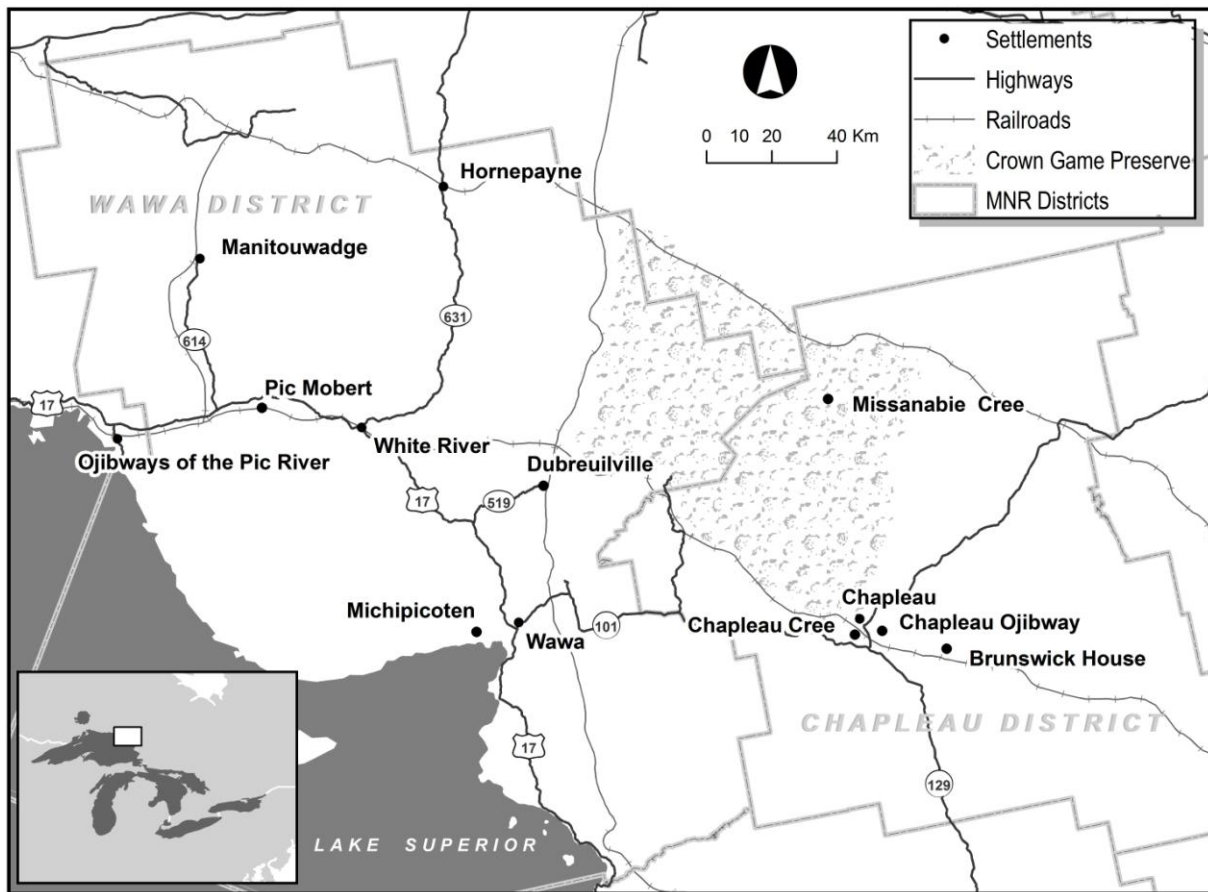 Settlements
Highways
0 10 20 40 Km
Railroads
Crown Game Preserve
Hornepayne
WAWA DISTRICT
MNR Districts
Manitouwadge
631
614
Pic Mobert
17
Missanabie Cree
White River
Ojibways of the Pic River
Dubreuilville
17
519
Michipicoten
Chapleau
Wawa
101
Chapleau Cree
Chapleau Ojibway
Brunswick House
CHAPLEAU DISTRICT
17
129
LAKE SUPERIOR